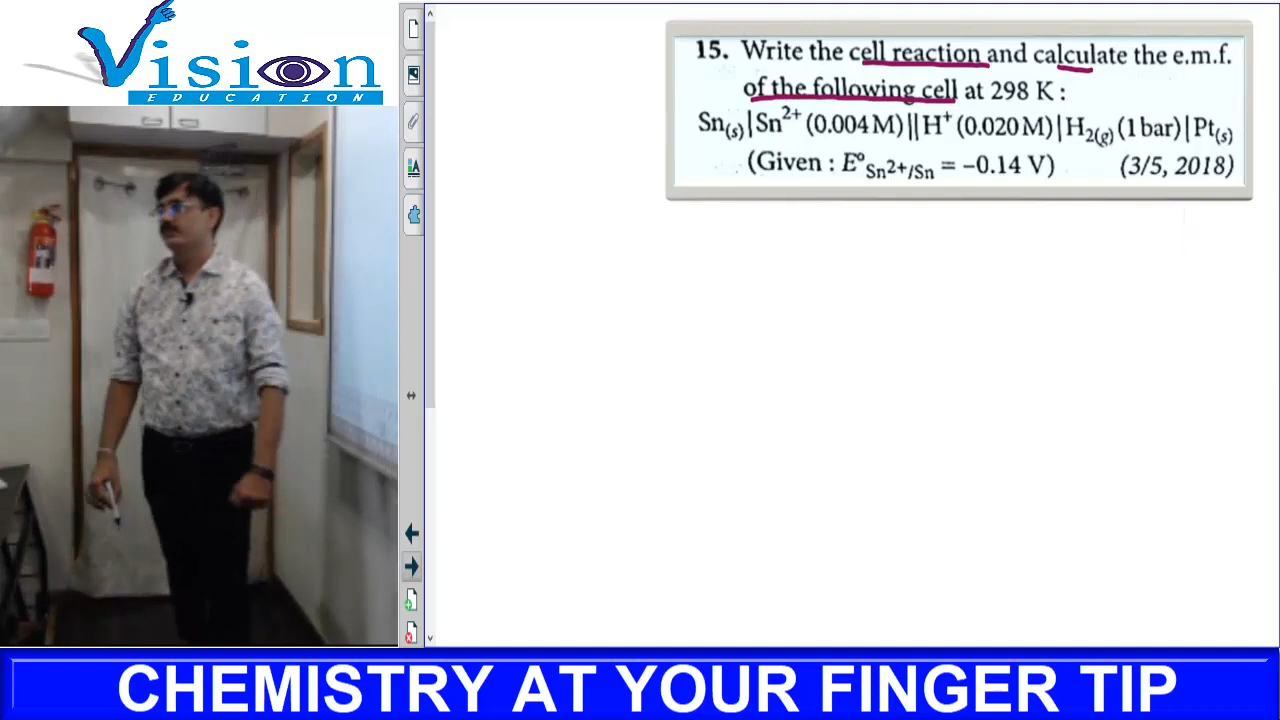 Vision
EDUCATION
15. Write the cell reaction and calculate the e.m.f.
of the following cell at 298 K :
Sn(s)|Sn²⁺ (0.004 M)||H⁺ (0.020 M)|H₂(g) (1 bar)|Pt(s)
(Given : E°Sn²⁺/Sn = –0.14 V) (3/5, 2018)
CHEMISTRY AT YOUR FINGER TIP